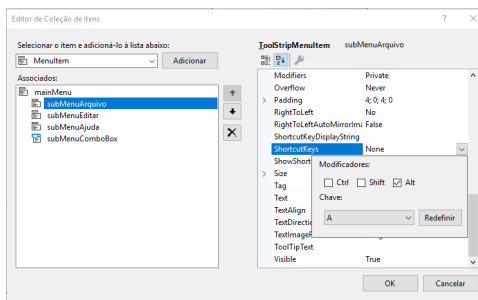 Editor de Coleção de Itens ? ×
Selecionar o item e adicioná-lo à lista abaixo:
MenuItem Adicionar
Associados:
mainMenu
subMenuArquivo
subMenuEditar
subMenuAjuda
subMenuComboBox
ToolStripMenuItem subMenuArquivo
Modifiers Private
Overflow Never
Padding 4; 0; 4; 0
RightToLeft No
RightToLeftAutoMirrorIma False
ShortcutKeyDisplayString
ShortcutKeys None
ShowShort
Size
Tag
Text
TextAlign
TextDirectic
TextImageR
ToolTipText
Visible True
Modificadores:
Ctrl Shift Alt
Chave:
A Redefinir
OK Cancelar